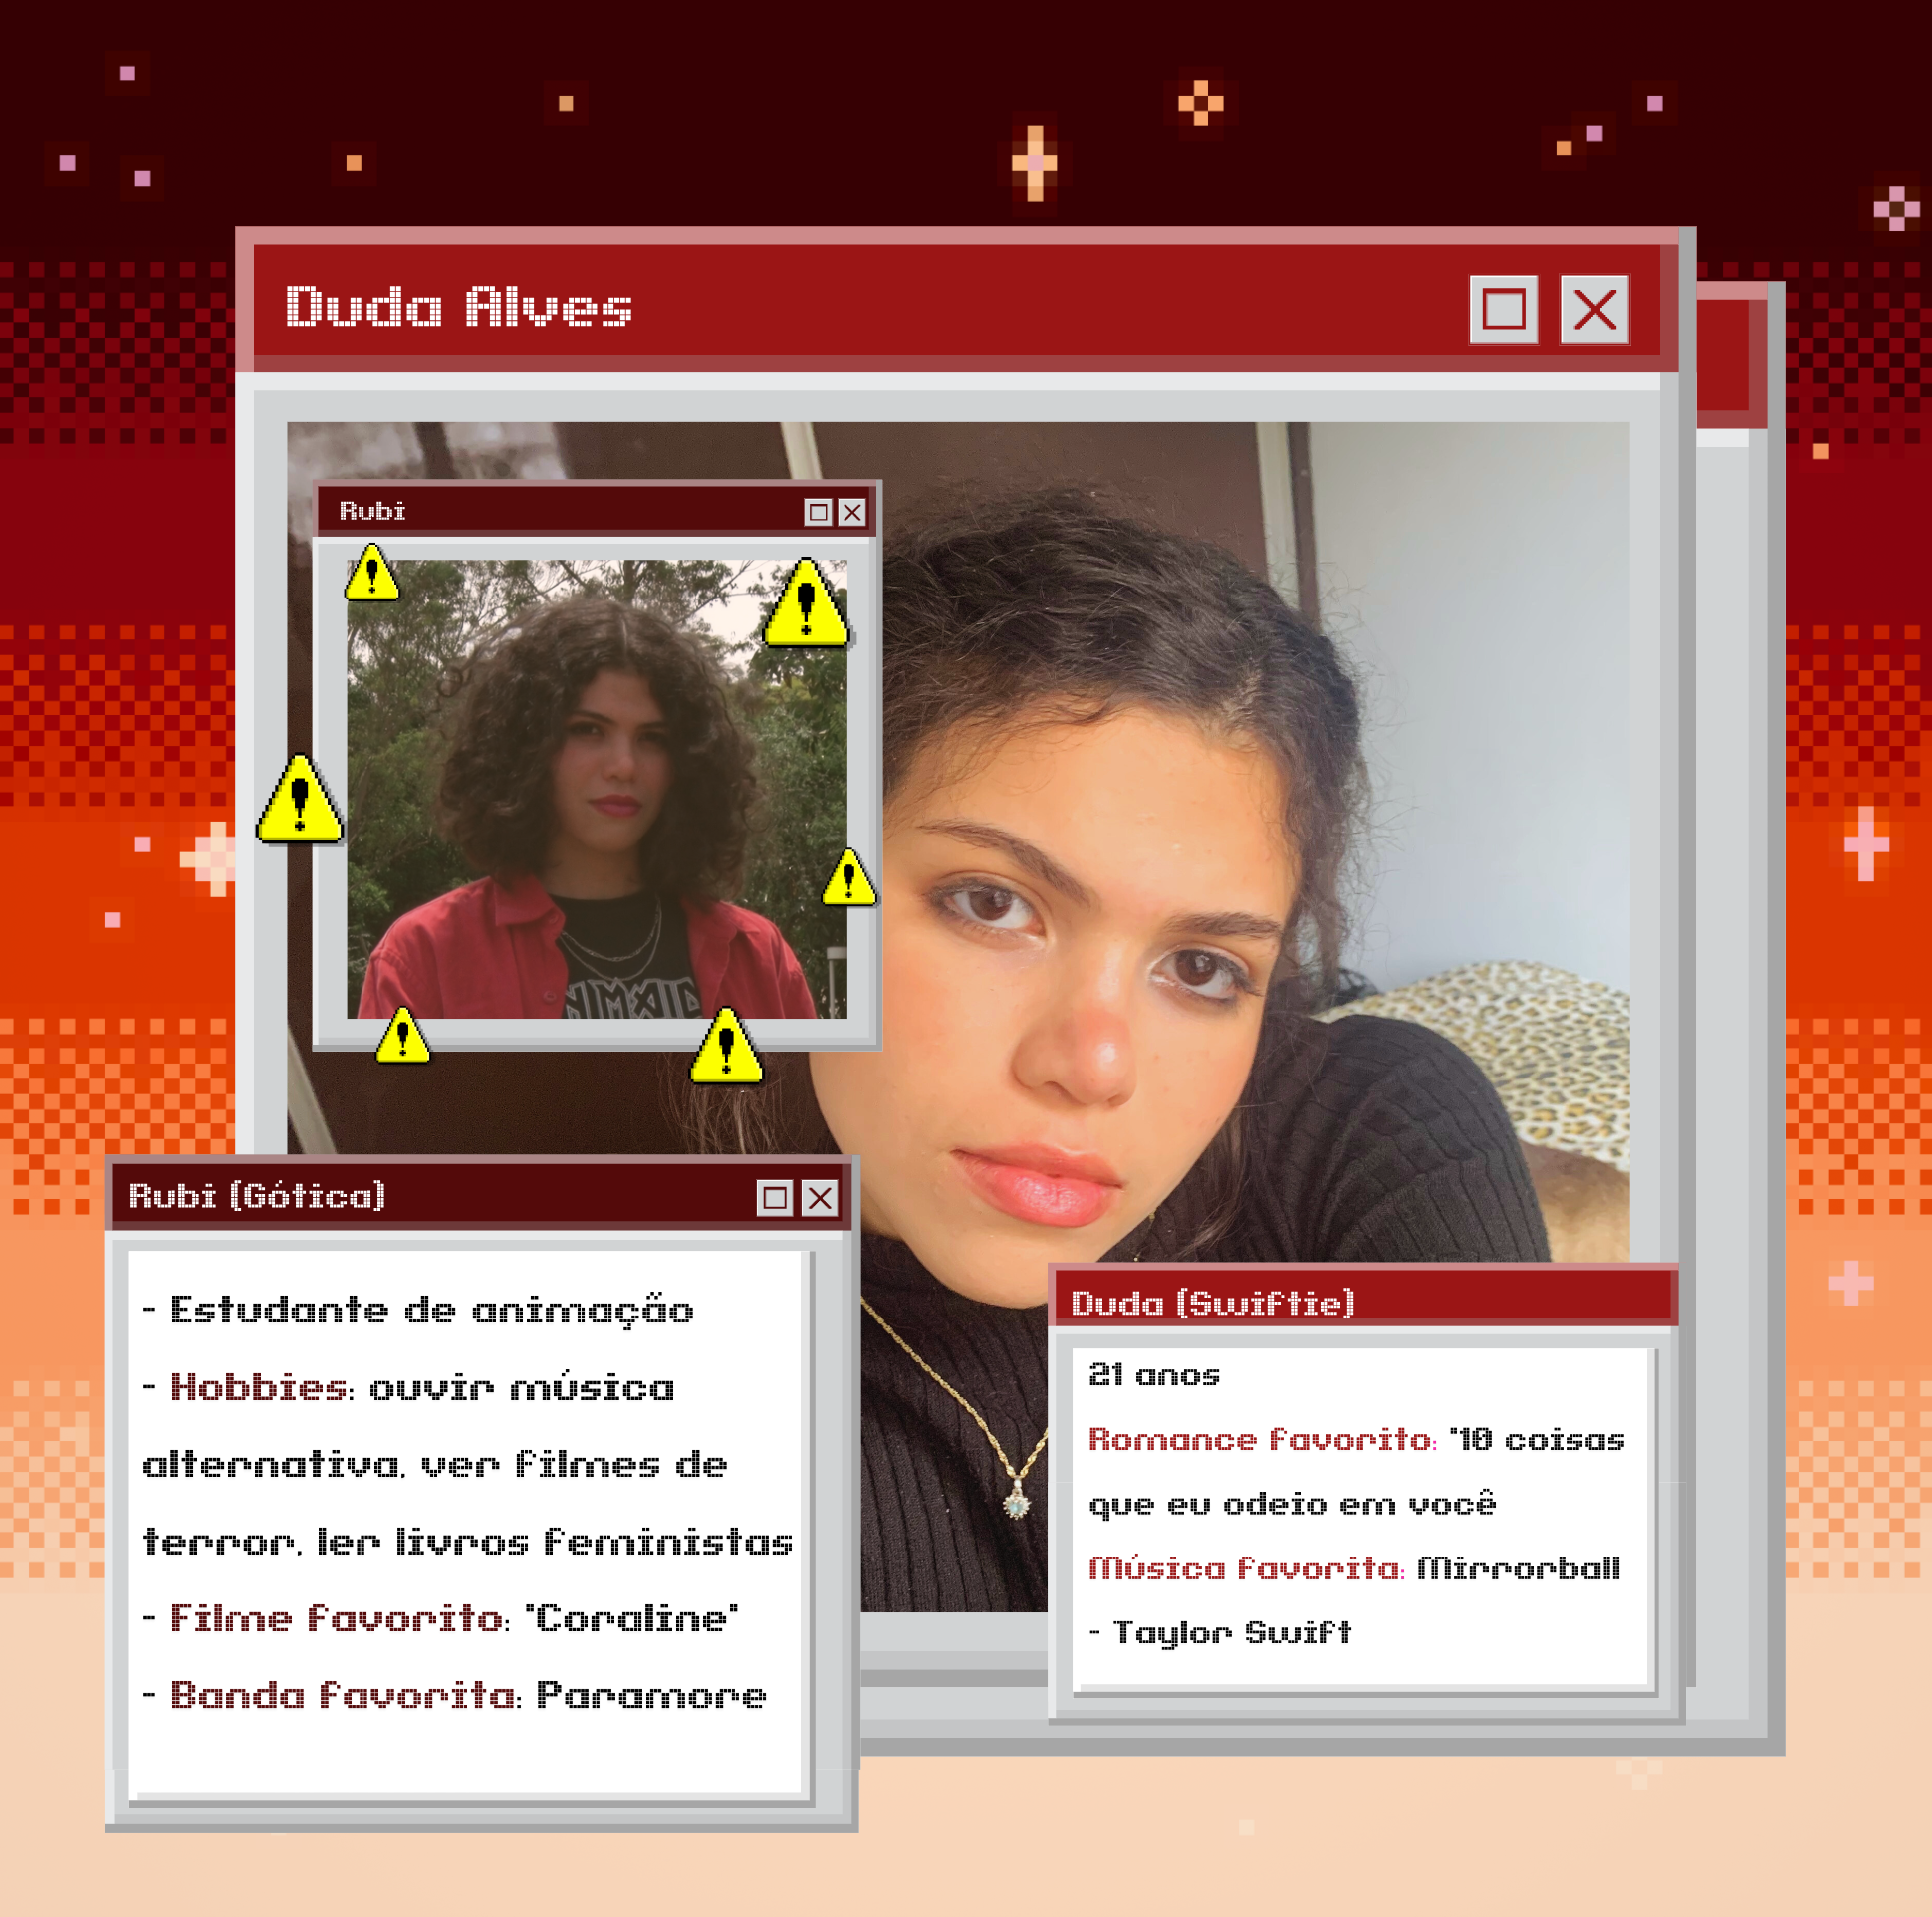 Duda Alves
Rubi
Rubi (Gótica)
- Estudante de animação
- Hobbies: ouvir música
alternativa, ver filmes de
terror, ler livros feministas
- Filme favorito: "Coraline"
- Banda favorita: Paramore
Duda (Swiftie)
21 anos
Romance favorito: "10 coisas
que eu odeio em você
Música favorita: Mirrorball
- Taylor Swift